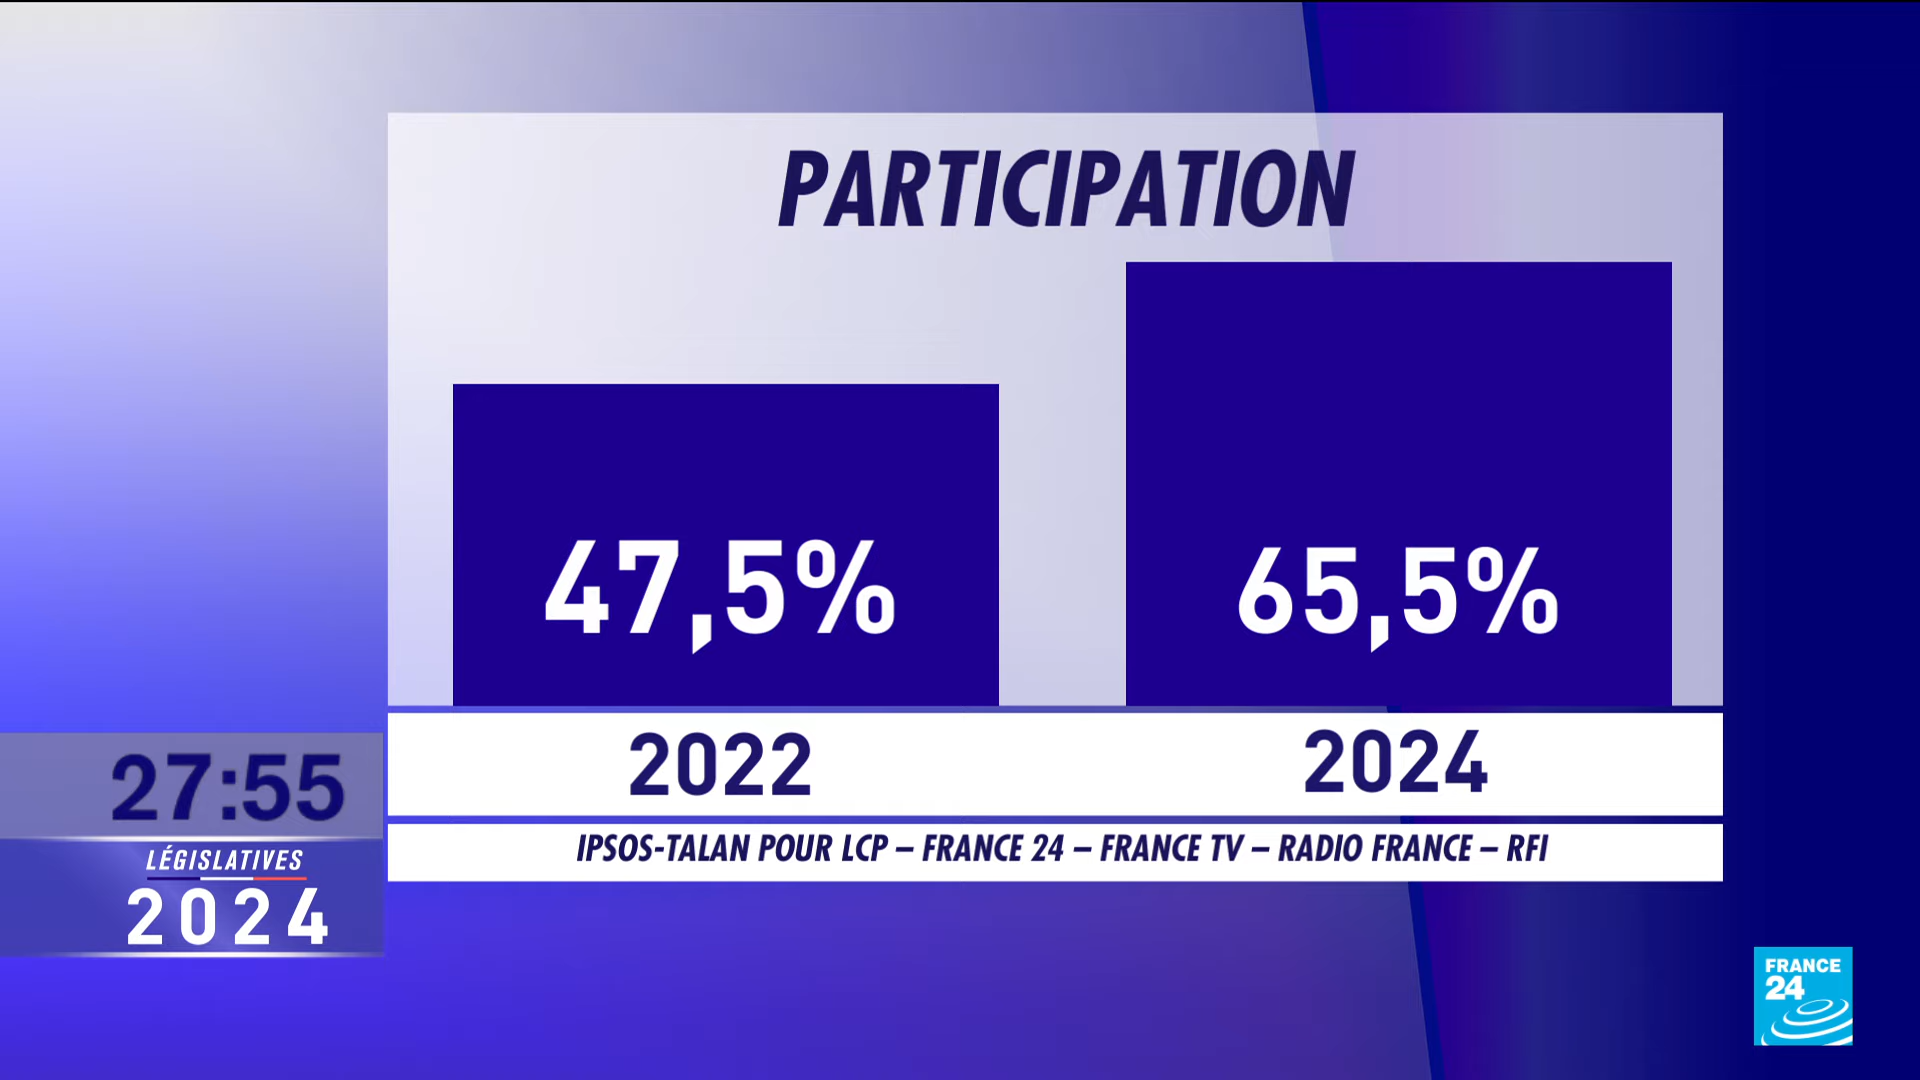 PARTICIPATION
47,5%
65,5%
2022
2024
IPSOS-TALAN POUR LCP – FRANCE 24 – FRANCE TV – RADIO FRANCE – RFI
27:55
LÉGISLATIVES
2024
FRANCE
24